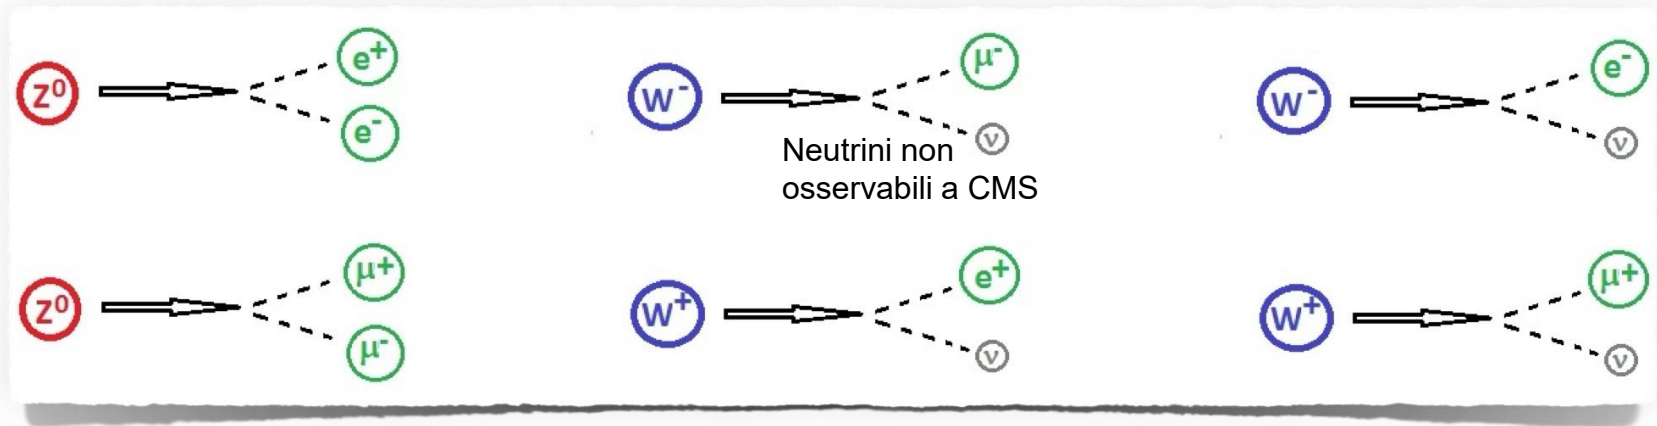 Z⁰ e⁺ e⁻
W⁻ μ⁻ ν
W⁻ e⁻ ν
Neutrini non
osservabili a CMS
Z⁰ μ+ μ⁻
W⁺ e⁺ ν
W⁺ μ+ ν